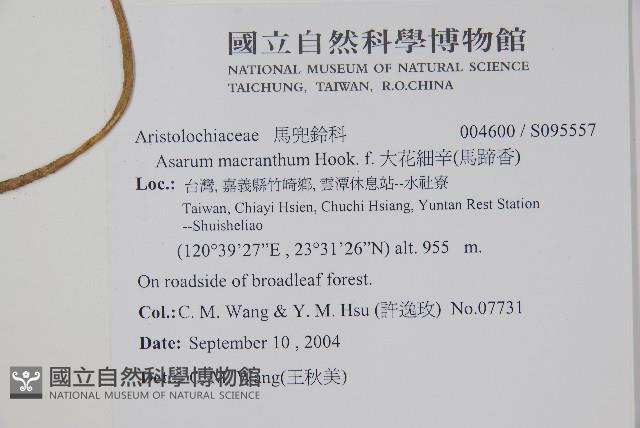 國立自然科學博物館
NATIONAL MUSEUM OF NATURAL SCIENCE
TAICHUNG, TAIWAN, R.O.CHINA
Aristolochiaceae 馬兜鈴科 004600 / S095557
Asarum macranthum Hook. f. 大花細辛(馬蹄香)
Loc.: 台灣, 嘉義縣竹崎鄉, 雲潭休息站--水社寮
Taiwan, Chiayi Hsien, Chuchi Hsiang, Yuntan Rest Station
--Shuisheliao
(120°39'27"E , 23°31'26"N) alt. 955 m.
On roadside of broadleaf forest.
Col.: C. M. Wang & Y. M. Hsu (許逸玫) No.07731
Date: September 10 , 2004
Wang(王秋美)
國立自然科學博物館
NATIONAL MUSEUM OF NATURAL SCIENCE